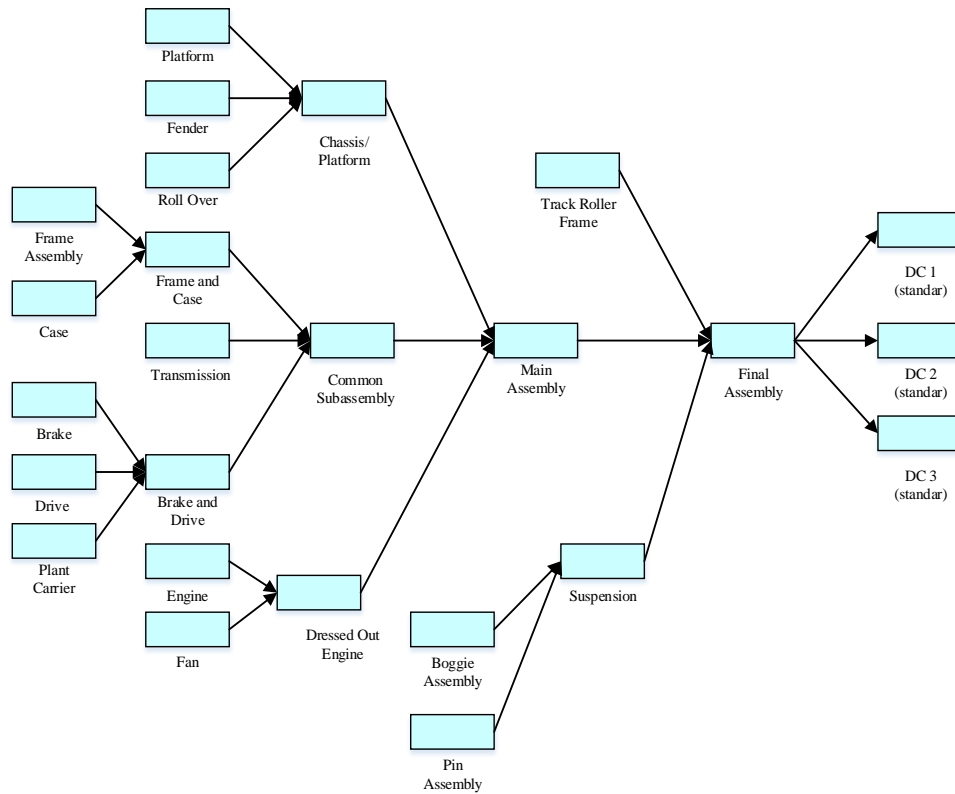 Platform
Fender
Chassis/
Platform
Roll Over
Track Roller
Frame
Frame
Assembly
Frame and
Case
DC 1
(standar)
Case
Transmission
Common
Subassembly
Main
Assembly
Final
Assembly
DC 2
(standar)
Brake
Drive
Brake and
Drive
DC 3
(standar)
Plant
Carrier
Engine
Suspension
Fan
Dressed Out
Engine
Boggie
Assembly
Pin
Assembly